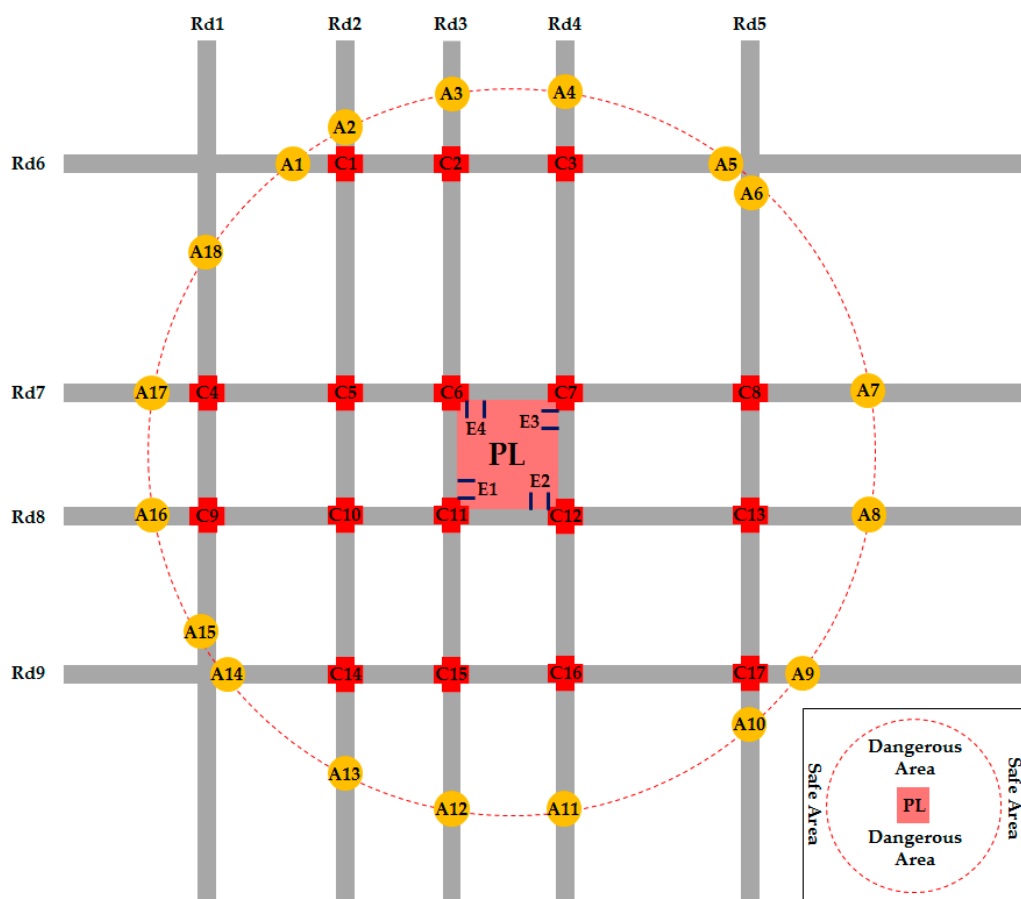 Rd1 Rd2 Rd3 Rd4 Rd5
A3 A4
A2
Rd6 A1 C1 C2 C3 A5
A6
A18
Rd7 A17 C4 C5 C6 C7 C8 A7
E4 E3
PL
E1 E2
Rd8 A16 C9 C10 C11 C12 C13 A8
A15
Rd9 A14 C14 C15 C16 C17 A9
A10
A13
A12 A11
Dangerous
Area
Safe Area
PL
Safe Area
Dangerous
Area